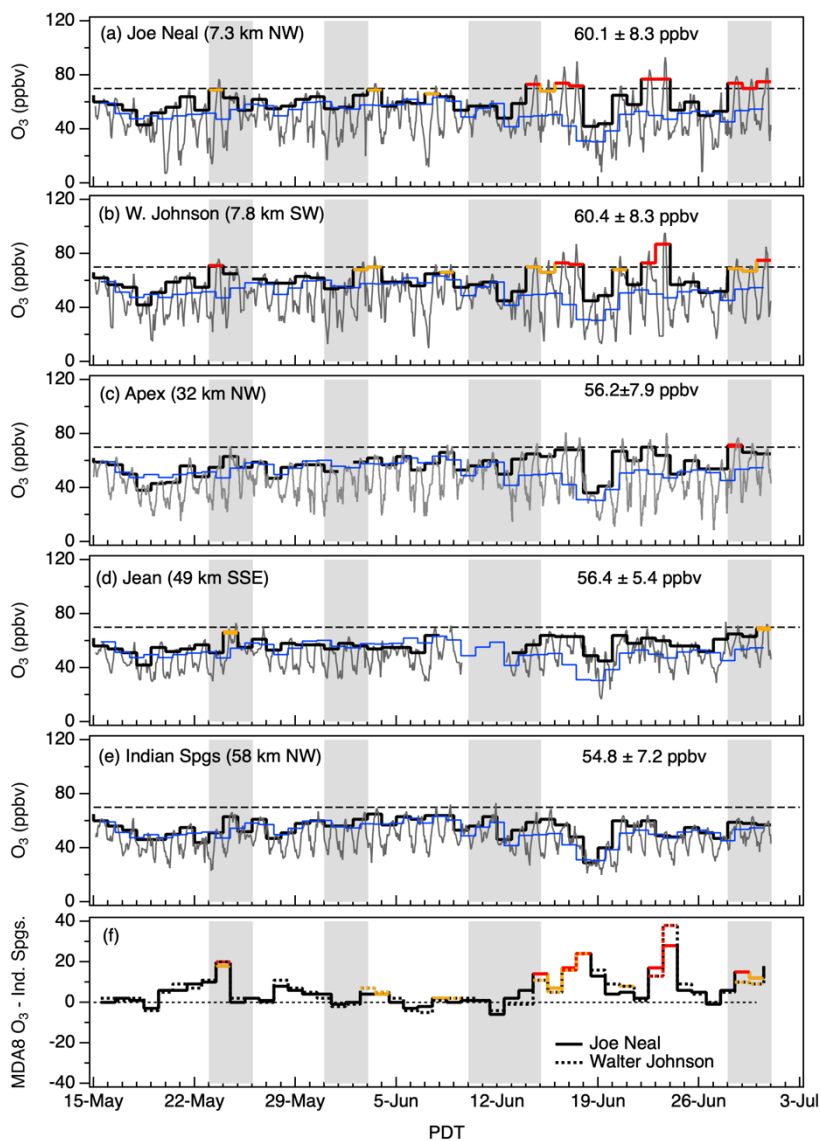 120
80
40
0
O3 (ppbv)
(a) Joe Neal (7.3 km NW)
60.1 ± 8.3 ppbv
120
80
40
0
O3 (ppbv)
(b) W. Johnson (7.8 km SW)
60.4 ± 8.3 ppbv
120
80
40
0
O3 (ppbv)
(c) Apex (32 km NW)
56.2±7.9 ppbv
120
80
40
0
O3 (ppbv)
(d) Jean (49 km SSE)
56.4 ± 5.4 ppbv
120
80
40
0
O3 (ppbv)
(e) Indian Spgs (58 km NW)
54.8 ± 7.2 ppbv
40
20
0
-20
-40
MDA8 O3 - Ind. Spgs.
(f)
Joe Neal
Walter Johnson
15-May 22-May 29-May 5-Jun 12-Jun 19-Jun 26-Jun 3-Jul
PDT